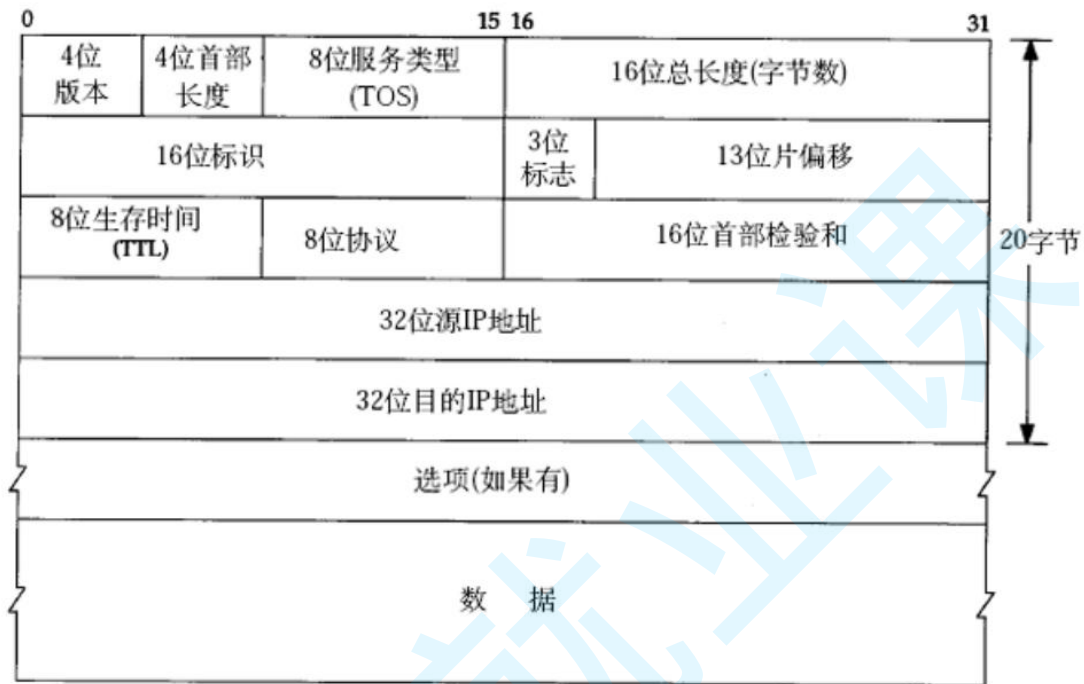 0 15 16 31
4位
版本
4位首部
长度
8位服务类型
(TOS)
16位总长度(字节数)
16位标识
3位
标志
13位片偏移
8位生存时间
(TTL)
8位协议
16位首部检验和
20字节
32位源IP地址
32位目的IP地址
选项(如果有)
数 据
就业课